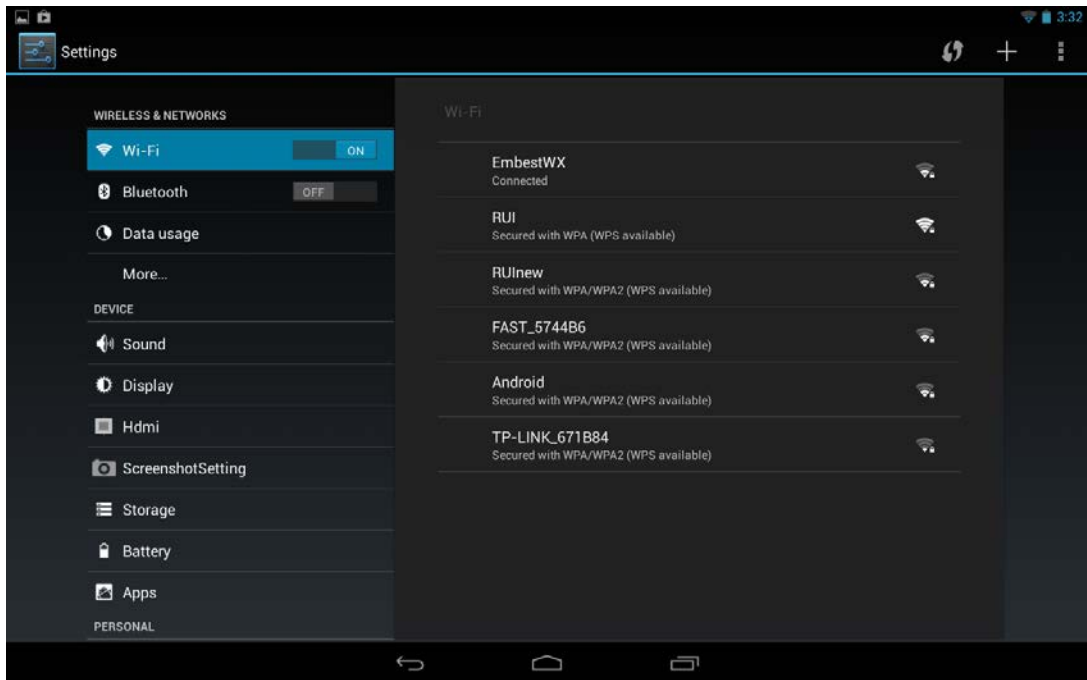 3:32
Settings
WIRELESS & NETWORKS
Wi-Fi
ON
Bluetooth
OFF
Data usage
More...
DEVICE
Sound
Display
Hdmi
ScreenshotSetting
Storage
Battery
Apps
PERSONAL
Wi-Fi
EmbestWX
Connected
RUI
Secured with WPA (WPS available)
RUInew
Secured with WPA/WPA2 (WPS available)
FAST_5744B6
Secured with WPA/WPA2 (WPS available)
Android
Secured with WPA/WPA2 (WPS available)
TP-LINK_671B84
Secured with WPA/WPA2 (WPS available)